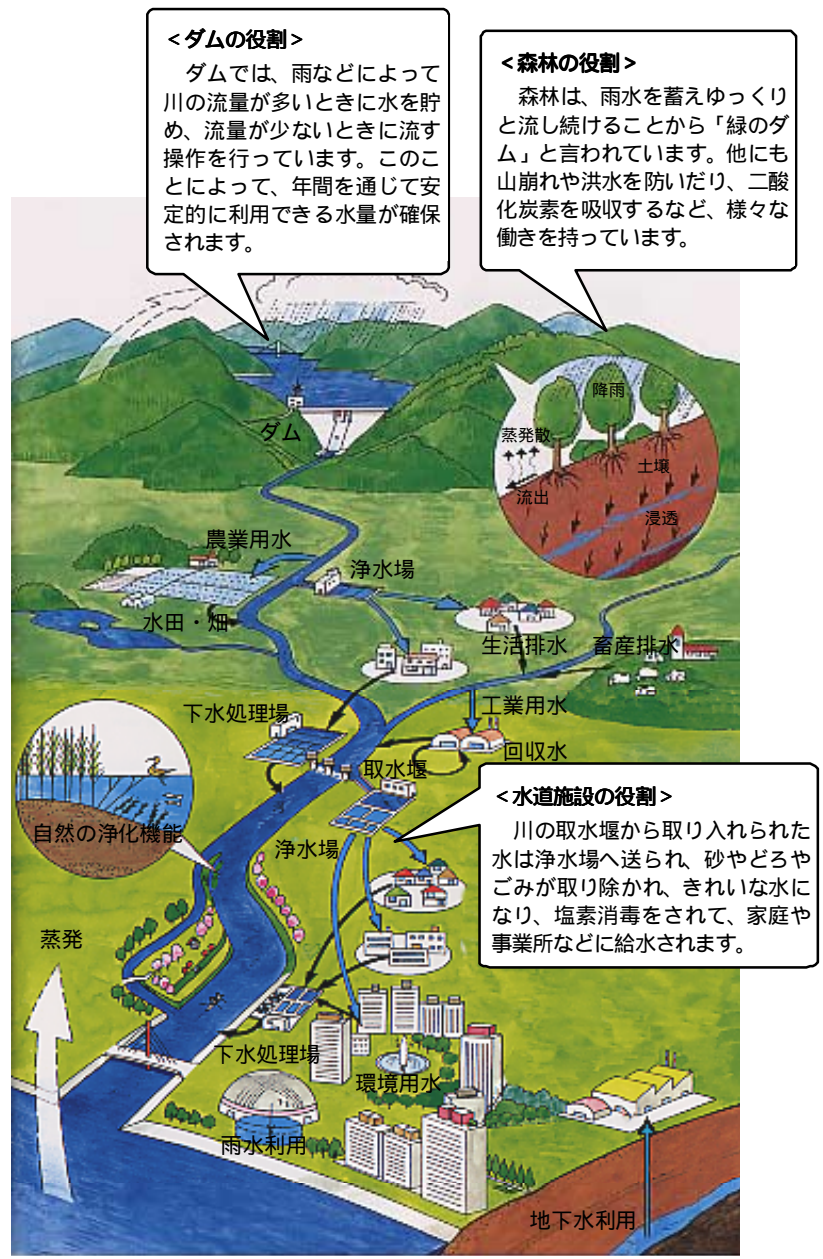 ＜ダムの役割＞
　ダムでは、雨などによって
川の流量が多いときに水を貯
め、流量が少ないときに流す
操作を行っています。このこ
とによって、年間を通じて安
定的に利用できる水量が確保
されます。
＜森林の役割＞
　森林は、雨水を蓄えゆっくり
と流し続けることから「緑のダ
ム」と言われています。他にも
山崩れや洪水を防いだり、二酸
化炭素を吸収するなど、様々な
働きを持っています。
降雨
ダム
蒸発散
土壌
流出
浸透
農業用水
浄水場
水田・畑
生活排水
畜産排水
下水処理場
工業用水
回収水
取水堰
＜水道施設の役割＞
　川の取水堰から取り入れられた
水は浄水場へ送られ、砂やどろや
ごみが取り除かれ、きれいな水に
なり、塩素消毒をされて、家庭や
事業所などに給水されます。
自然の浄化機能
浄水場
蒸発
下水処理場
環境用水
雨水利用
地下水利用